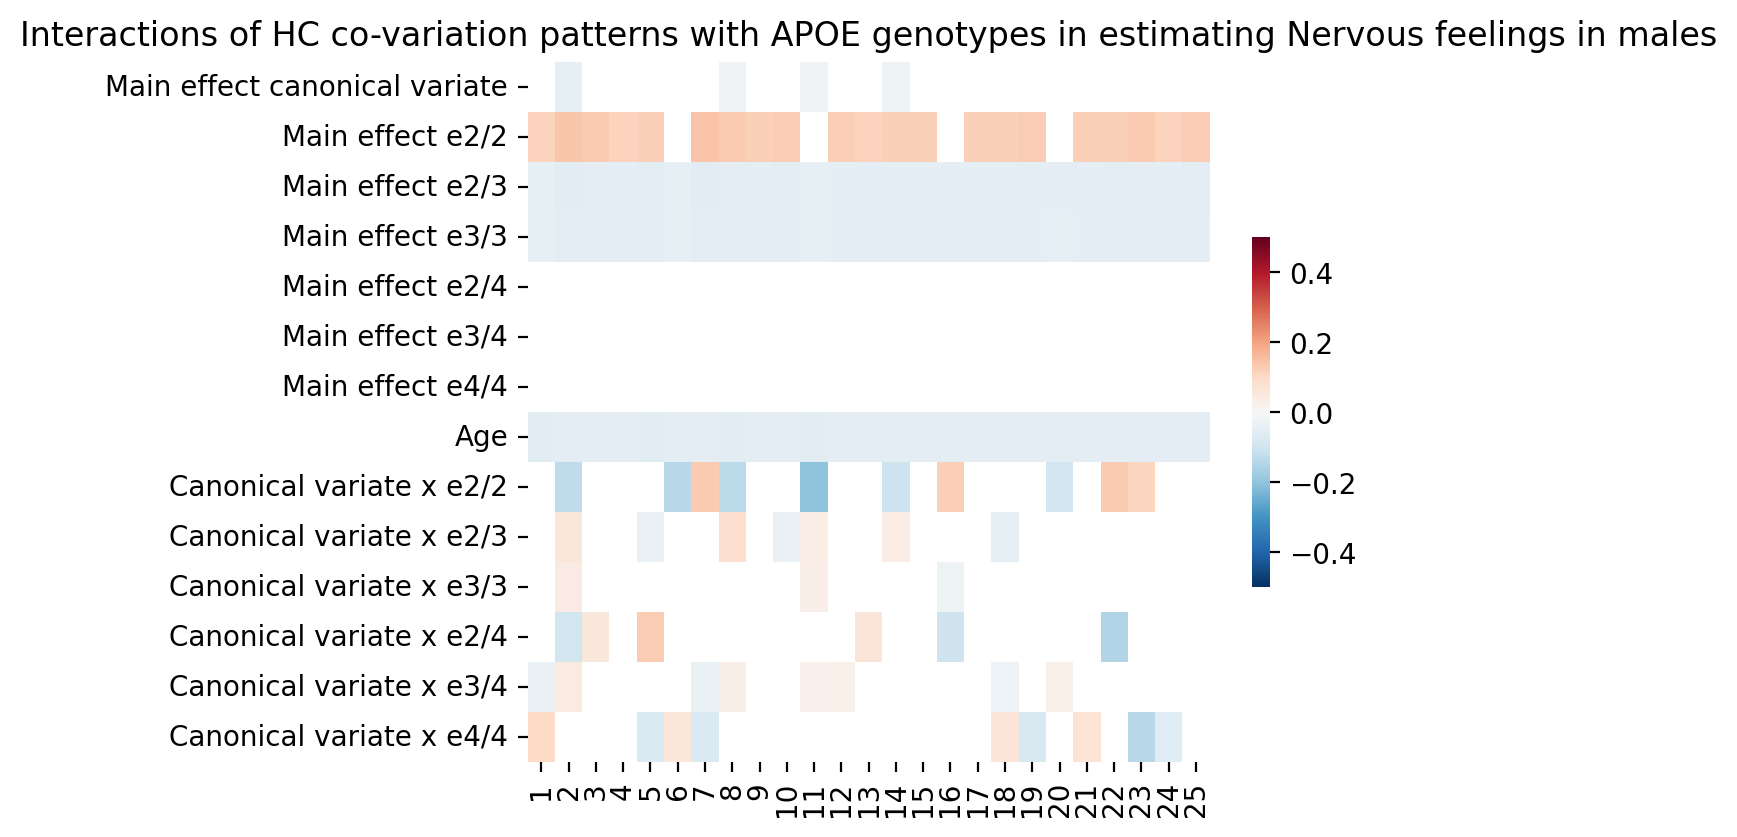 Interactions of HC co-variation patterns with APOE genotypes in estimating Nervous feelings in males
Main effect canonical variate
Main effect e2/2
Main effect e2/3
Main effect e3/3
Main effect e2/4
Main effect e3/4
Main effect e4/4
Age
Canonical variate x e2/2
Canonical variate x e2/3
Canonical variate x e3/3
Canonical variate x e2/4
Canonical variate x e3/4
Canonical variate x e4/4
1 2 3 4 5 6 7 8 9 10 11 12 13 14 15 16 17 18 19 20 21 22 23 24 25
0.4
0.2
0.0
−0.2
−0.4